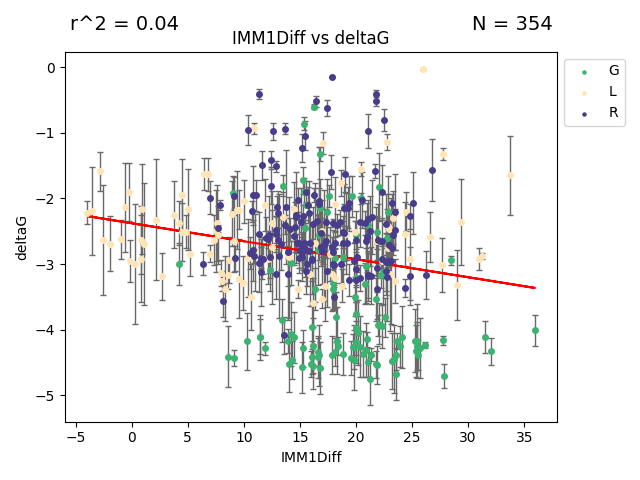 r^2 = 0.04 N = 354
IMM1Diff vs deltaG
G
L
R
deltaG
0
−1
−2
−3
−4
−5
−5 0 5 10 15 20 25 30 35
IMM1Diff